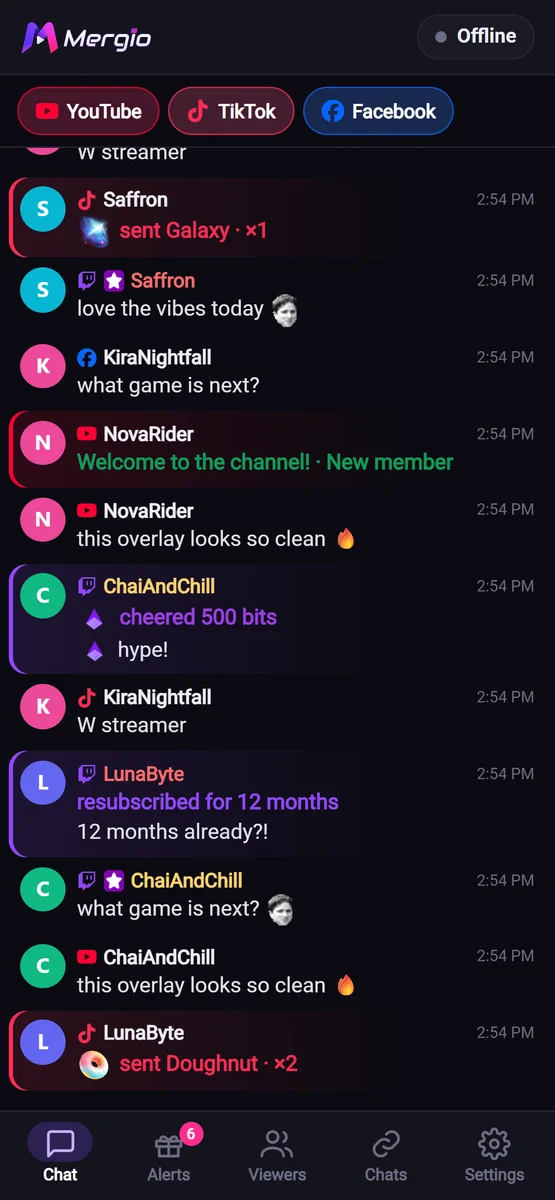 Mergio
Offline
YouTube
TikTok
Facebook
W streamer
S
Saffron
2:54 PM
sent Galaxy · ×1
S
Saffron
2:54 PM
love the vibes today
K
KiraNightfall
2:54 PM
what game is next?
N
NovaRider
2:54 PM
Welcome to the channel! · New member
N
NovaRider
2:54 PM
this overlay looks so clean 🔥
C
ChaiAndChill
2:54 PM
cheered 500 bits
hype!
K
KiraNightfall
2:54 PM
W streamer
L
LunaByte
2:54 PM
resubscribed for 12 months
12 months already?!
C
ChaiAndChill
2:54 PM
what game is next?
C
ChaiAndChill
2:54 PM
this overlay looks so clean 🔥
L
LunaByte
2:54 PM
sent Doughnut · ×2
6
Chat
Alerts
Viewers
Chats
Settings